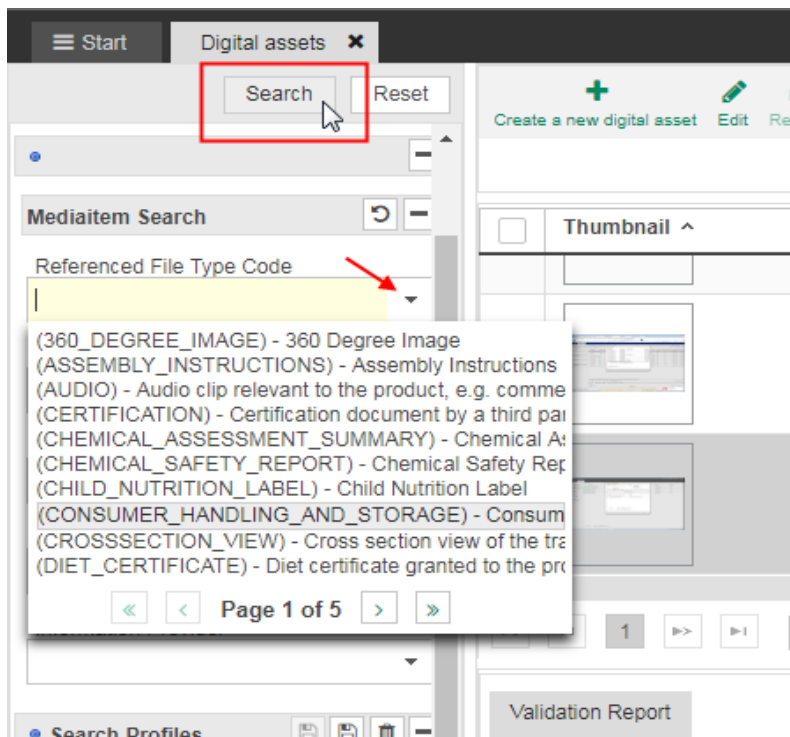 Start
Digital assets
Search
Reset
Create a new digital asset
Edit
Mediaitem Search
Thumbnail
Referenced File Type Code
(360_DEGREE_IMAGE) - 360 Degree Image
(ASSEMBLY_INSTRUCTIONS) - Assembly Instructions
(AUDIO) - Audio clip relevant to the product, e.g. comme
(CERTIFICATION) - Certification document by a third par
(CHEMICAL_ASSESSMENT_SUMMARY) - Chemical As
(CHEMICAL_SAFETY_REPORT) - Chemical Safety Rep
(CHILD_NUTRITION_LABEL) - Child Nutrition Label
(CONSUMER_HANDLING_AND_STORAGE) - Consum
(CROSSSECTION_VIEW) - Cross section view of the tra
(DIET_CERTIFICATE) - Diet certificate granted to the pro
Page 1 of 5
1
Validation Report
Search Profiles